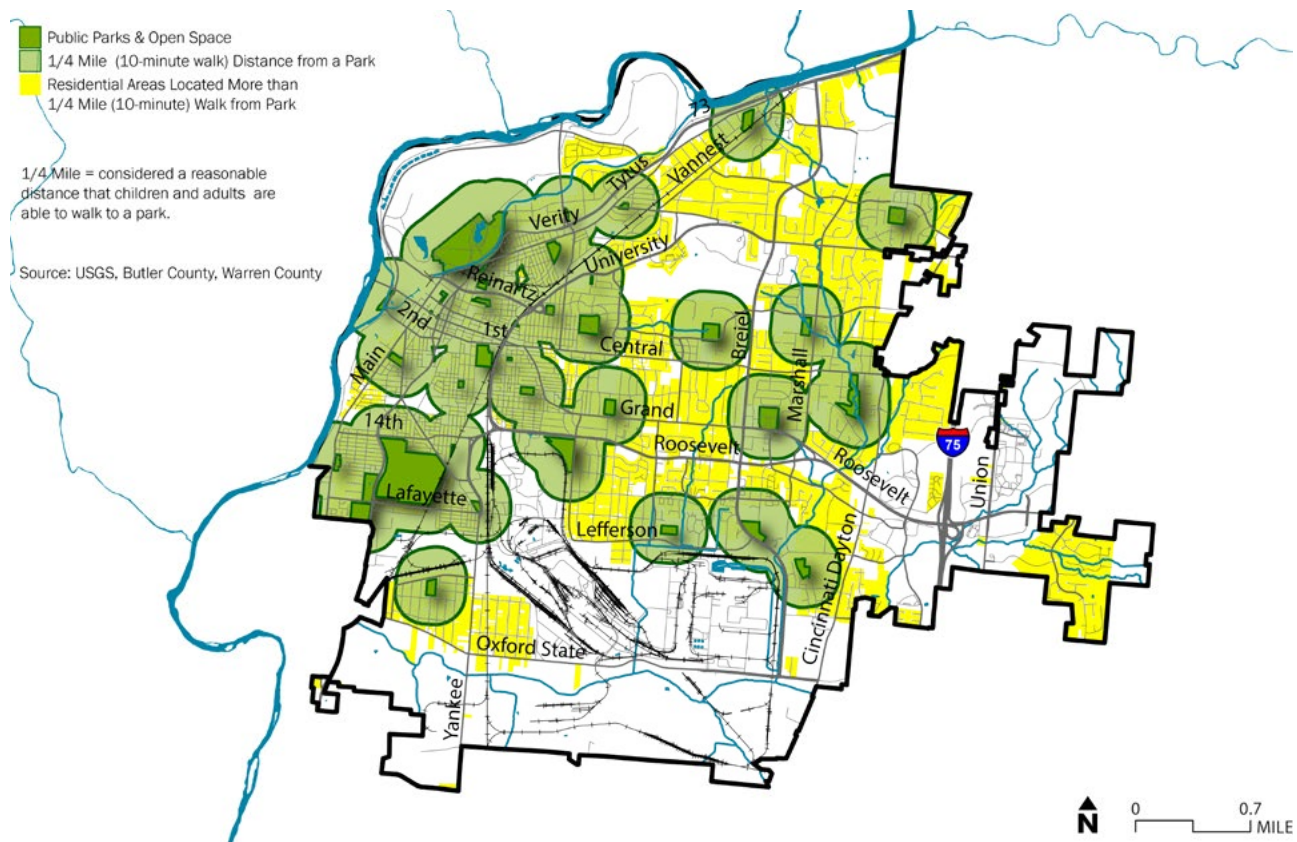 Public Parks & Open Space
1/4 Mile (10-minute walk) Distance from a Park
Residential Areas Located More than
1/4 Mile (10-minute) Walk from Park
1/4 Mile = considered a reasonable
distance that children and adults are
able to walk to a park.
Source: USGS, Butler County, Warren County
73
Tytus
Vannest
Verity
University
Reinartz
2nd
1st
Central
Breiel
Marshall
Main
Grand
14th
Roosevelt
75
Roosevelt
Union
Lafayette
Lefferson
Cincinnati Dayton
Oxford State
Yankee
N
0 0.7
MILE